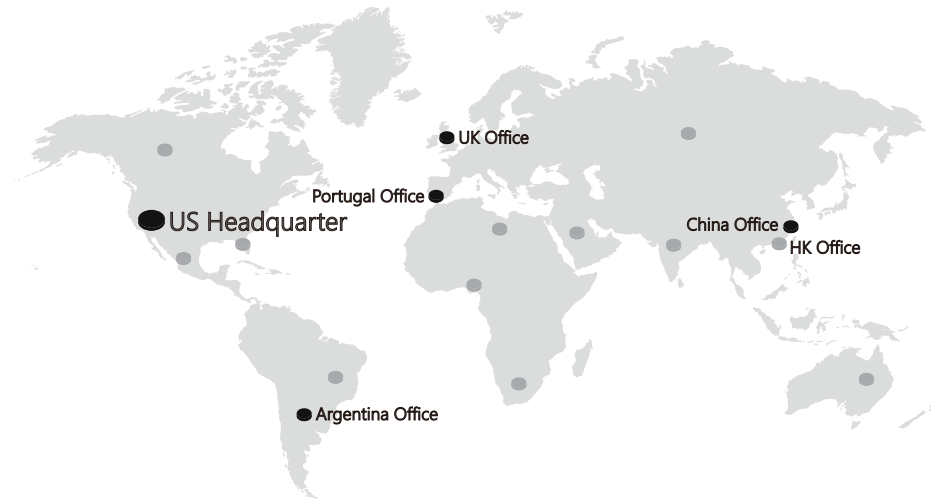 UK Office
Portugal Office
US Headquarter
China Office
HK Office
Argentina Office